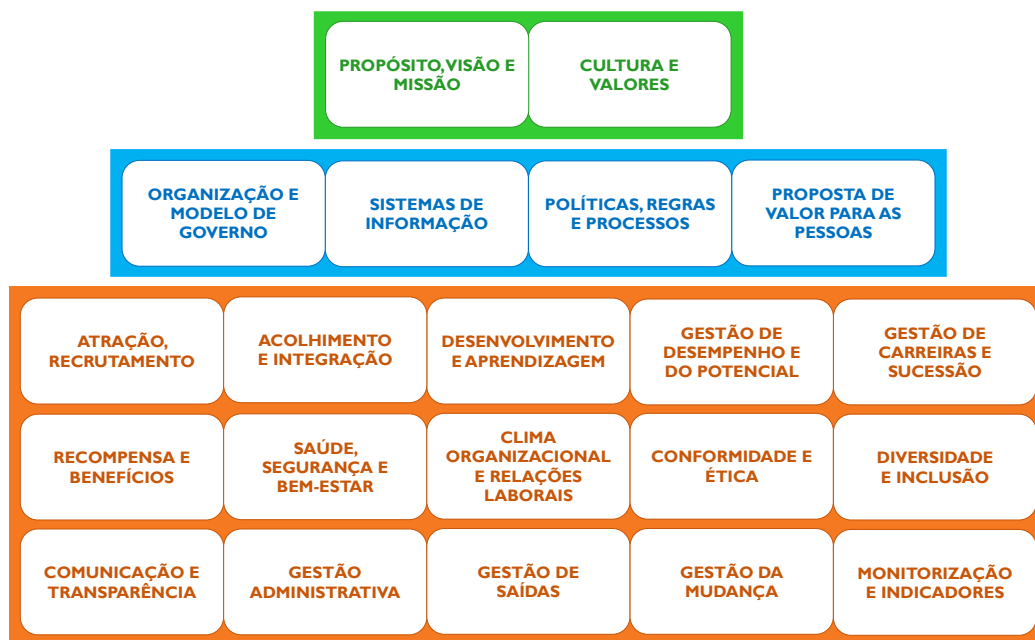 PROPÓSITO, VISÃO E
MISSÃO
CULTURA E
VALORES
ORGANIZAÇÃO E
MODELO DE
GOVERNO
SISTEMAS DE
INFORMAÇÃO
POLÍTICAS, REGRAS
E PROCESSOS
PROPOSTA DE
VALOR PARA AS
PESSOAS
ATRAÇÃO,
RECRUTAMENTO
ACOLHIMENTO
E INTEGRAÇÃO
DESENVOLVIMENTO
E APRENDIZAGEM
GESTÃO DE
DESEMPENHO E
DO POTENCIAL
GESTÃO DE
CARREIRAS E
SUCESSÃO
RECOMPENSA E
BENEFÍCIOS
SAÚDE,
SEGURANÇA E
BEM-ESTAR
CLIMA
ORGANIZACIONAL
E RELAÇÕES
LABORAIS
CONFORMIDADE E
ÉTICA
DIVERSIDADE
E INCLUSÃO
COMUNICAÇÃO E
TRANSPARÊNCIA
GESTÃO
ADMINISTRATIVA
GESTÃO DE
SAÍDAS
GESTÃO DA
MUDANÇA
MONITORIZAÇÃO
E INDICADORES